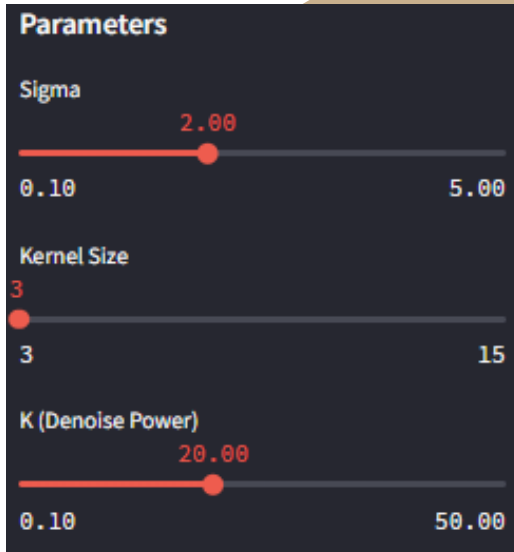 Parameters
Sigma
2.00
0.10 5.00
Kernel Size
3
3 15
K (Denoise Power)
20.00
0.10 50.00